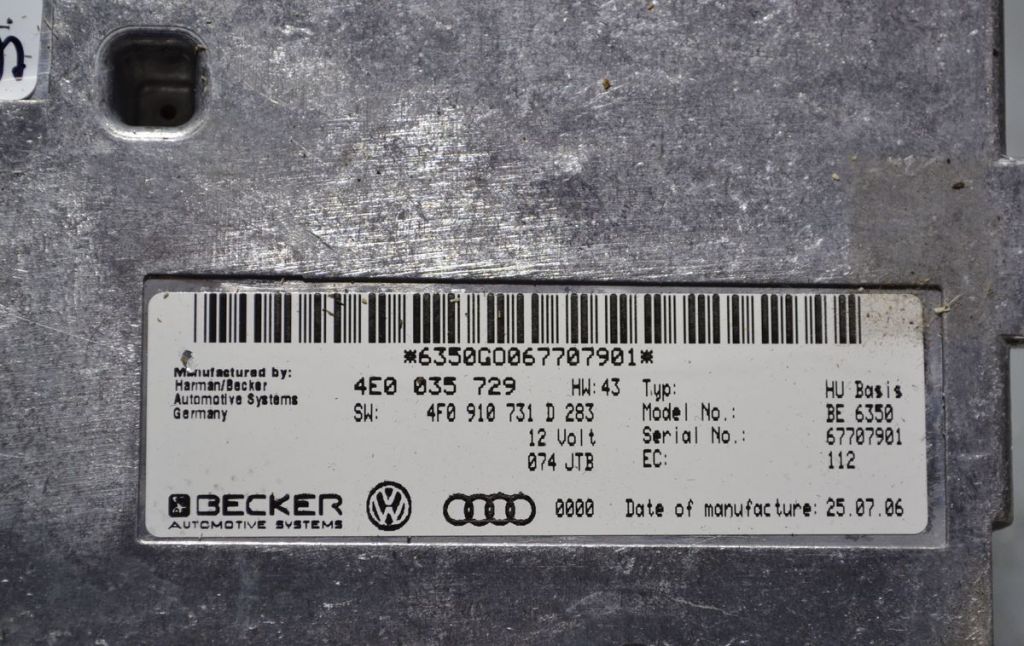 *6350GO067707901*
Manufactured by:
Harman/Becker
Automotive Systems
Germany
4E0 035 729 HW:43
SW: 4F0 910 731 D 283
12 Volt
074 JTB
Typ: HU Basis
Model No.: BE 6350
Serial No.: 67707901
EC: 112
BECKER
AUTOMOTIVE SYSTEMS
0000
Date of manufacture: 25.07.06